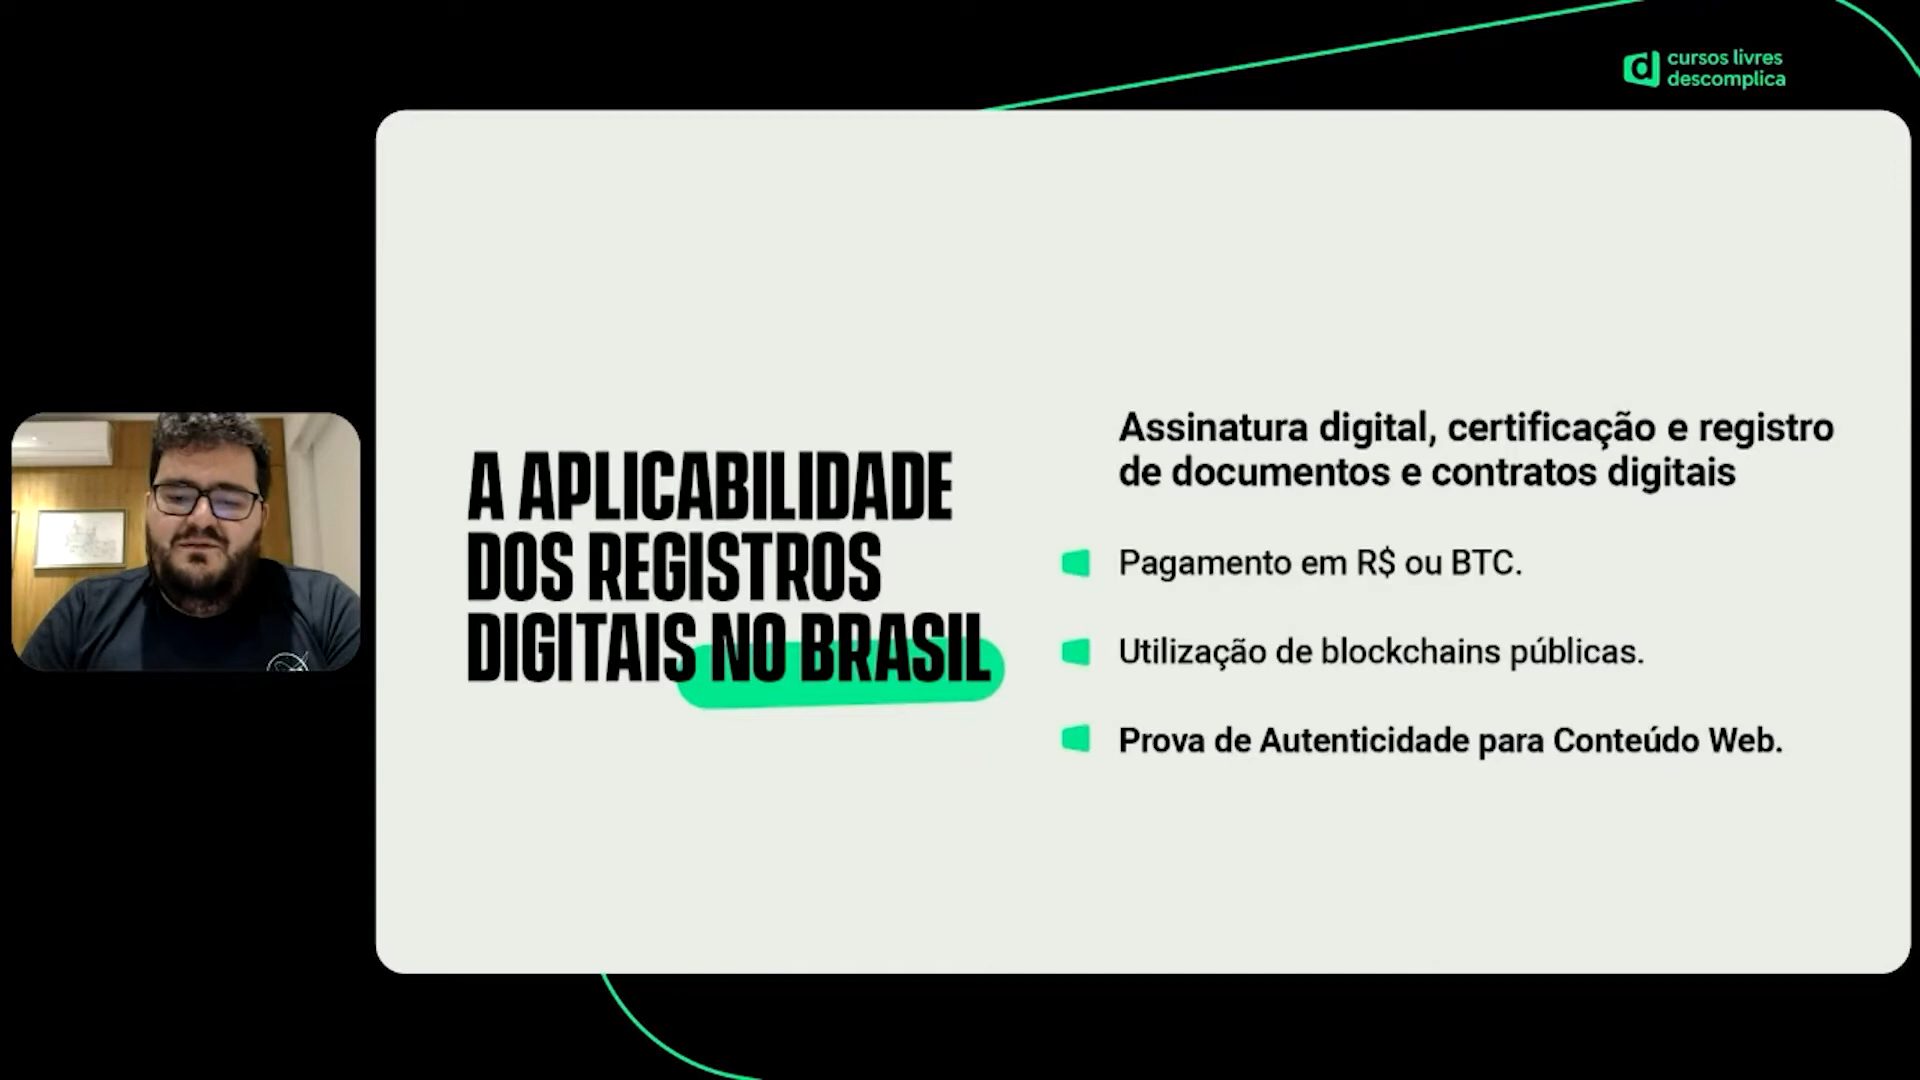 cursos livres
descomplica
A APLICABILIDADE
DOS REGISTROS
DIGITAIS NO BRASIL
Assinatura digital, certificação e registro
de documentos e contratos digitais
Pagamento em R$ ou BTC.
Utilização de blockchains públicas.
Prova de Autenticidade para Conteúdo Web.